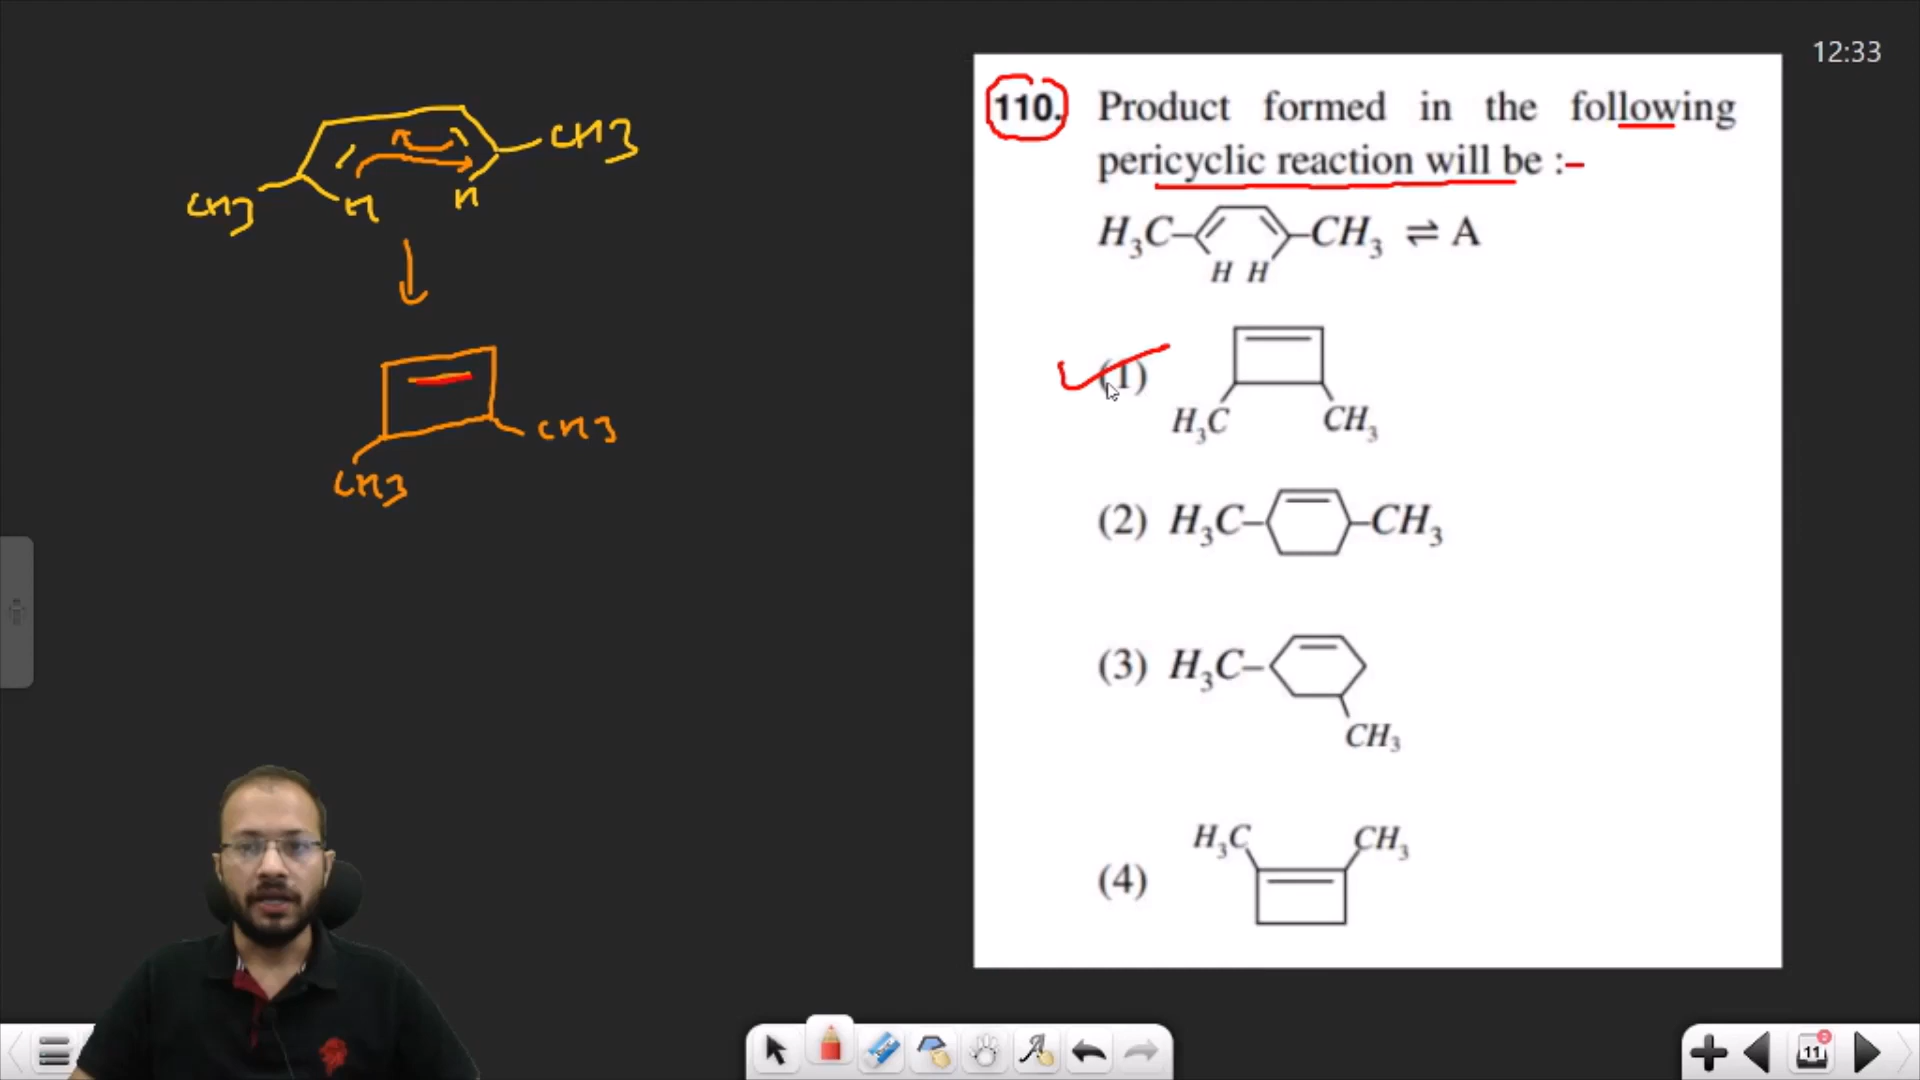 12:33
CH3
CH3
H
H
CH3
CH3
110. Product formed in the following
pericyclic reaction will be :-
H₃C CH₃ ⇌ A
H H
(1)
H₃C CH₃
(2) H₃C CH₃
(3) H₃C
CH₃
H₃C CH₃
(4)
11